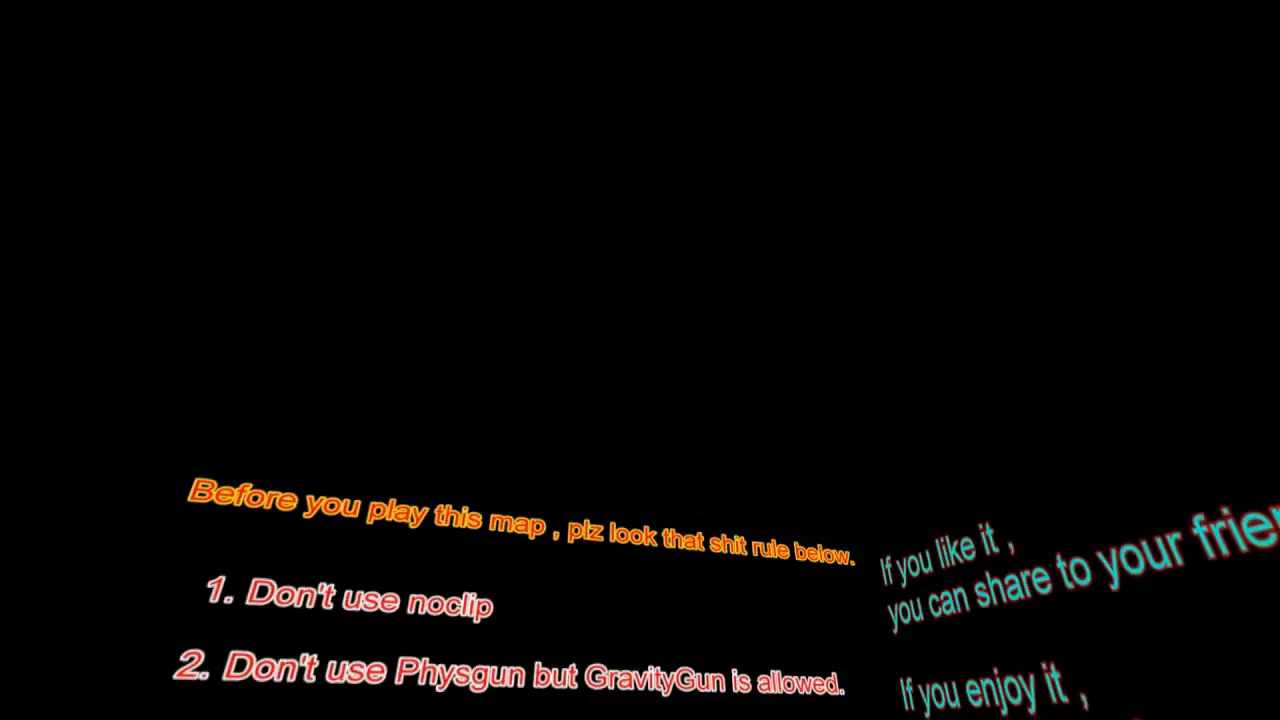 Before you play this map , plz look that shit rule below.
1. Don't use noclip
2. Don't use Physgun but GravityGun is allowed.
If you like it ,
you can share to your
If you enjoy it ,